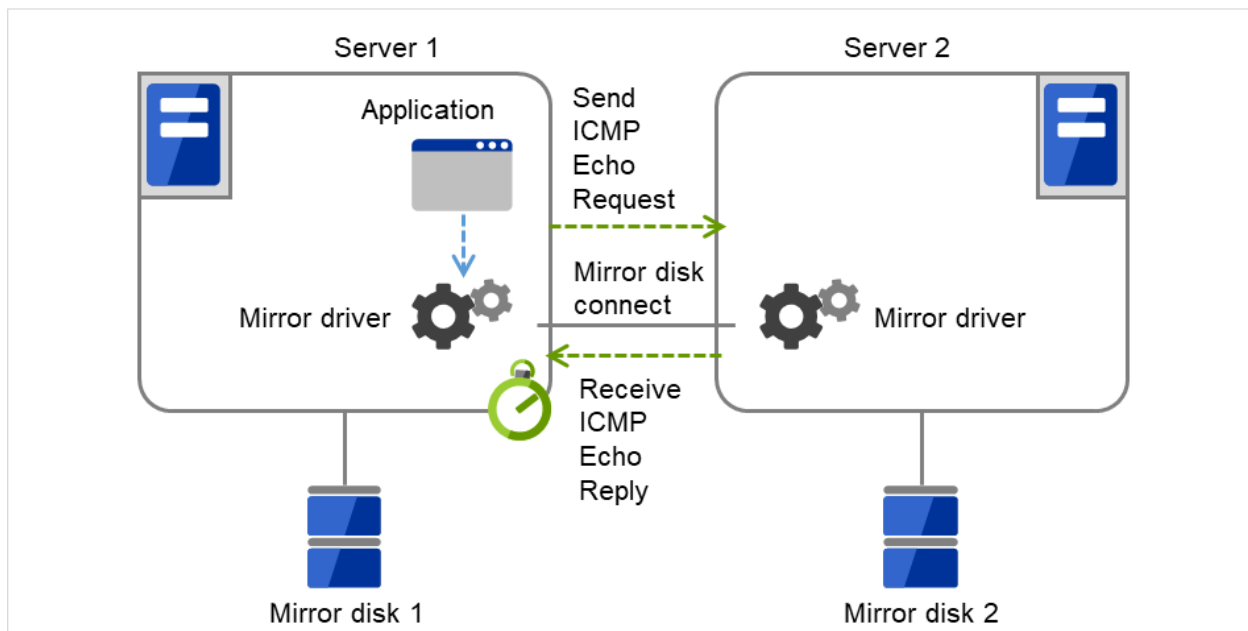 Server 1
Server 2
Application
Send
ICMP
Echo
Request
Mirror disk
connect
Mirror driver
Mirror driver
Receive
ICMP
Echo
Reply
Mirror disk 1
Mirror disk 2